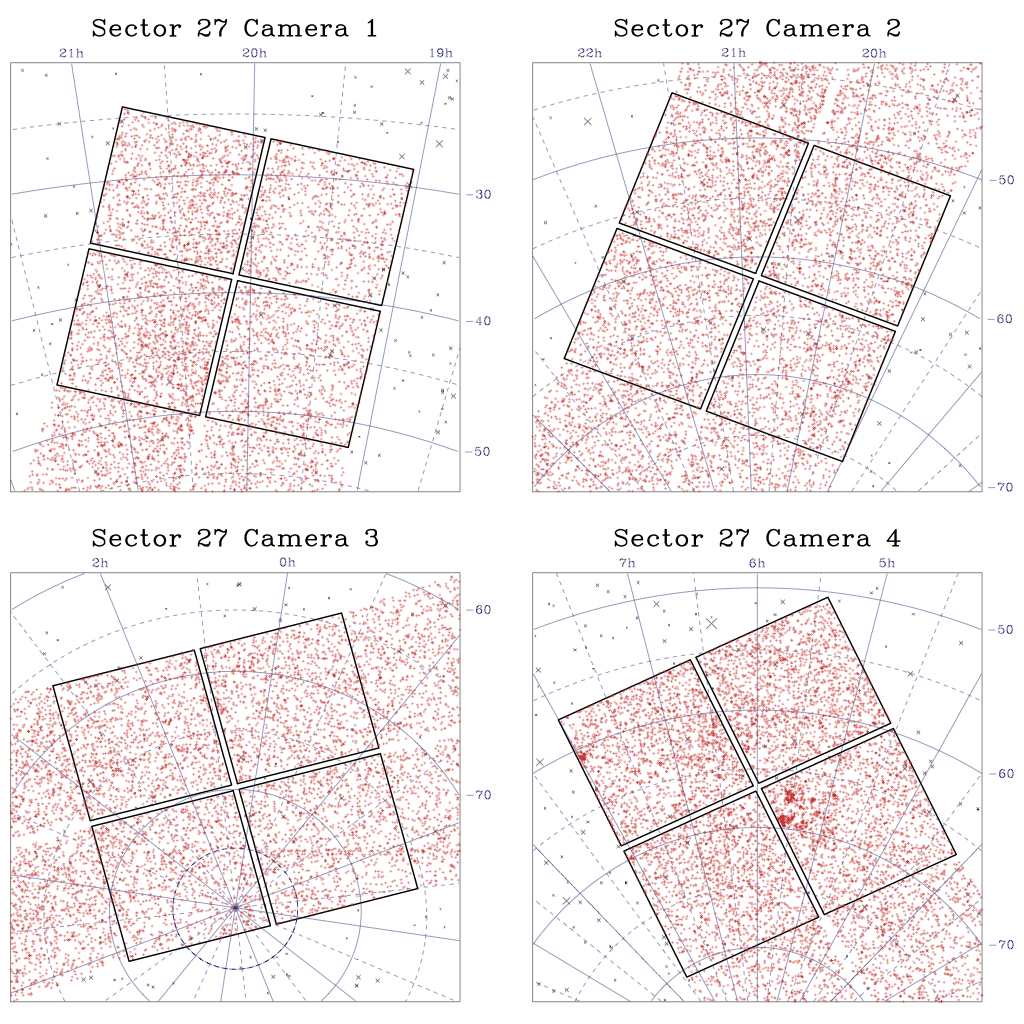 Sector 27 Camera 1
21h 20h 19h
-30
-40
-50
Sector 27 Camera 2
22h 21h 20h
-50
-60
-70
Sector 27 Camera 3
2h 0h
-60
-70
Sector 27 Camera 4
7h 6h 5h
-50
-60
-70